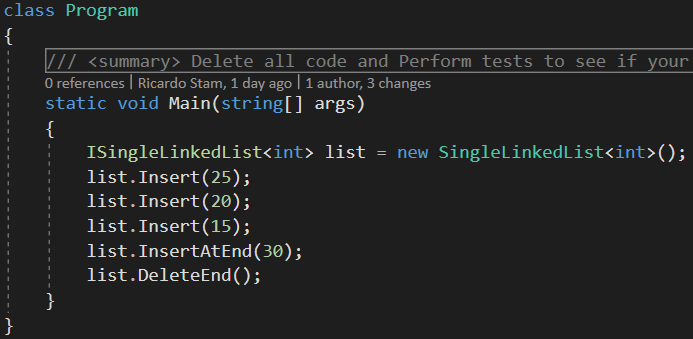 class Program
{
/// <summary> Delete all code and Perform tests to see if your
0 references | Ricardo Stam, 1 day ago | 1 author, 3 changes
static void Main(string[] args)
{
ISingleLinkedList<int> list = new SingleLinkedList<int>();
list.Insert(25);
list.Insert(20);
list.Insert(15);
list.InsertAtEnd(30);
list.DeleteEnd();
}
}